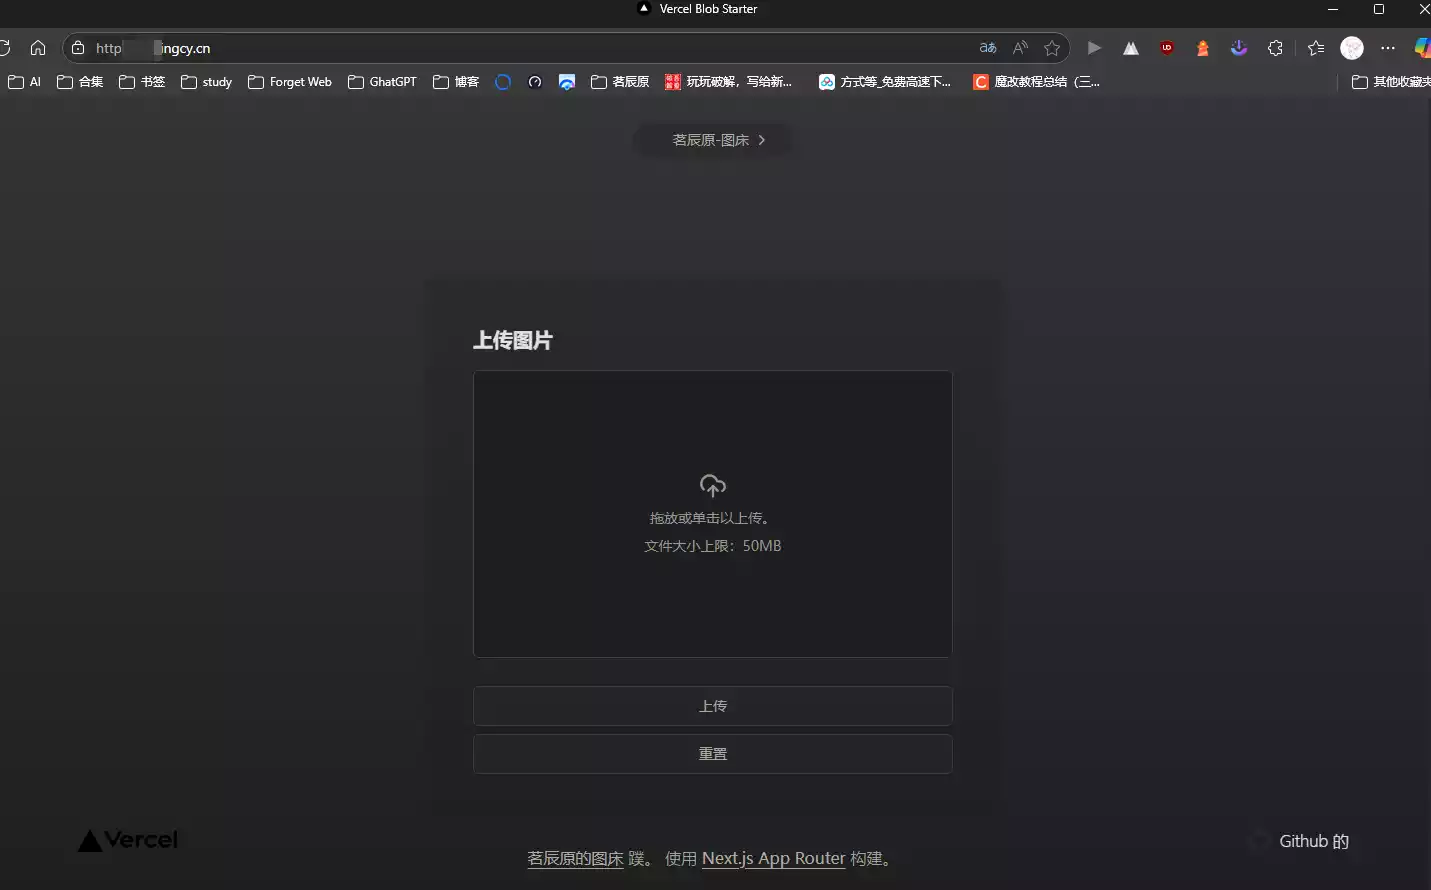 Vercel Blob Starter
http ingcy.cn
AI 合集 书签 study Forget Web GhatGPT 博客 茗辰原 玩玩破解，写给新... 方式等_免费高速下... C 魔改教程总结（三... 其他收藏夹
茗辰原-图床
上传图片
拖放或单击以上传。
文件大小上限：50MB
上传
重置
Vercel
Github 的
茗辰原的图床 蹼。 使用 Next.js App Router 构建。